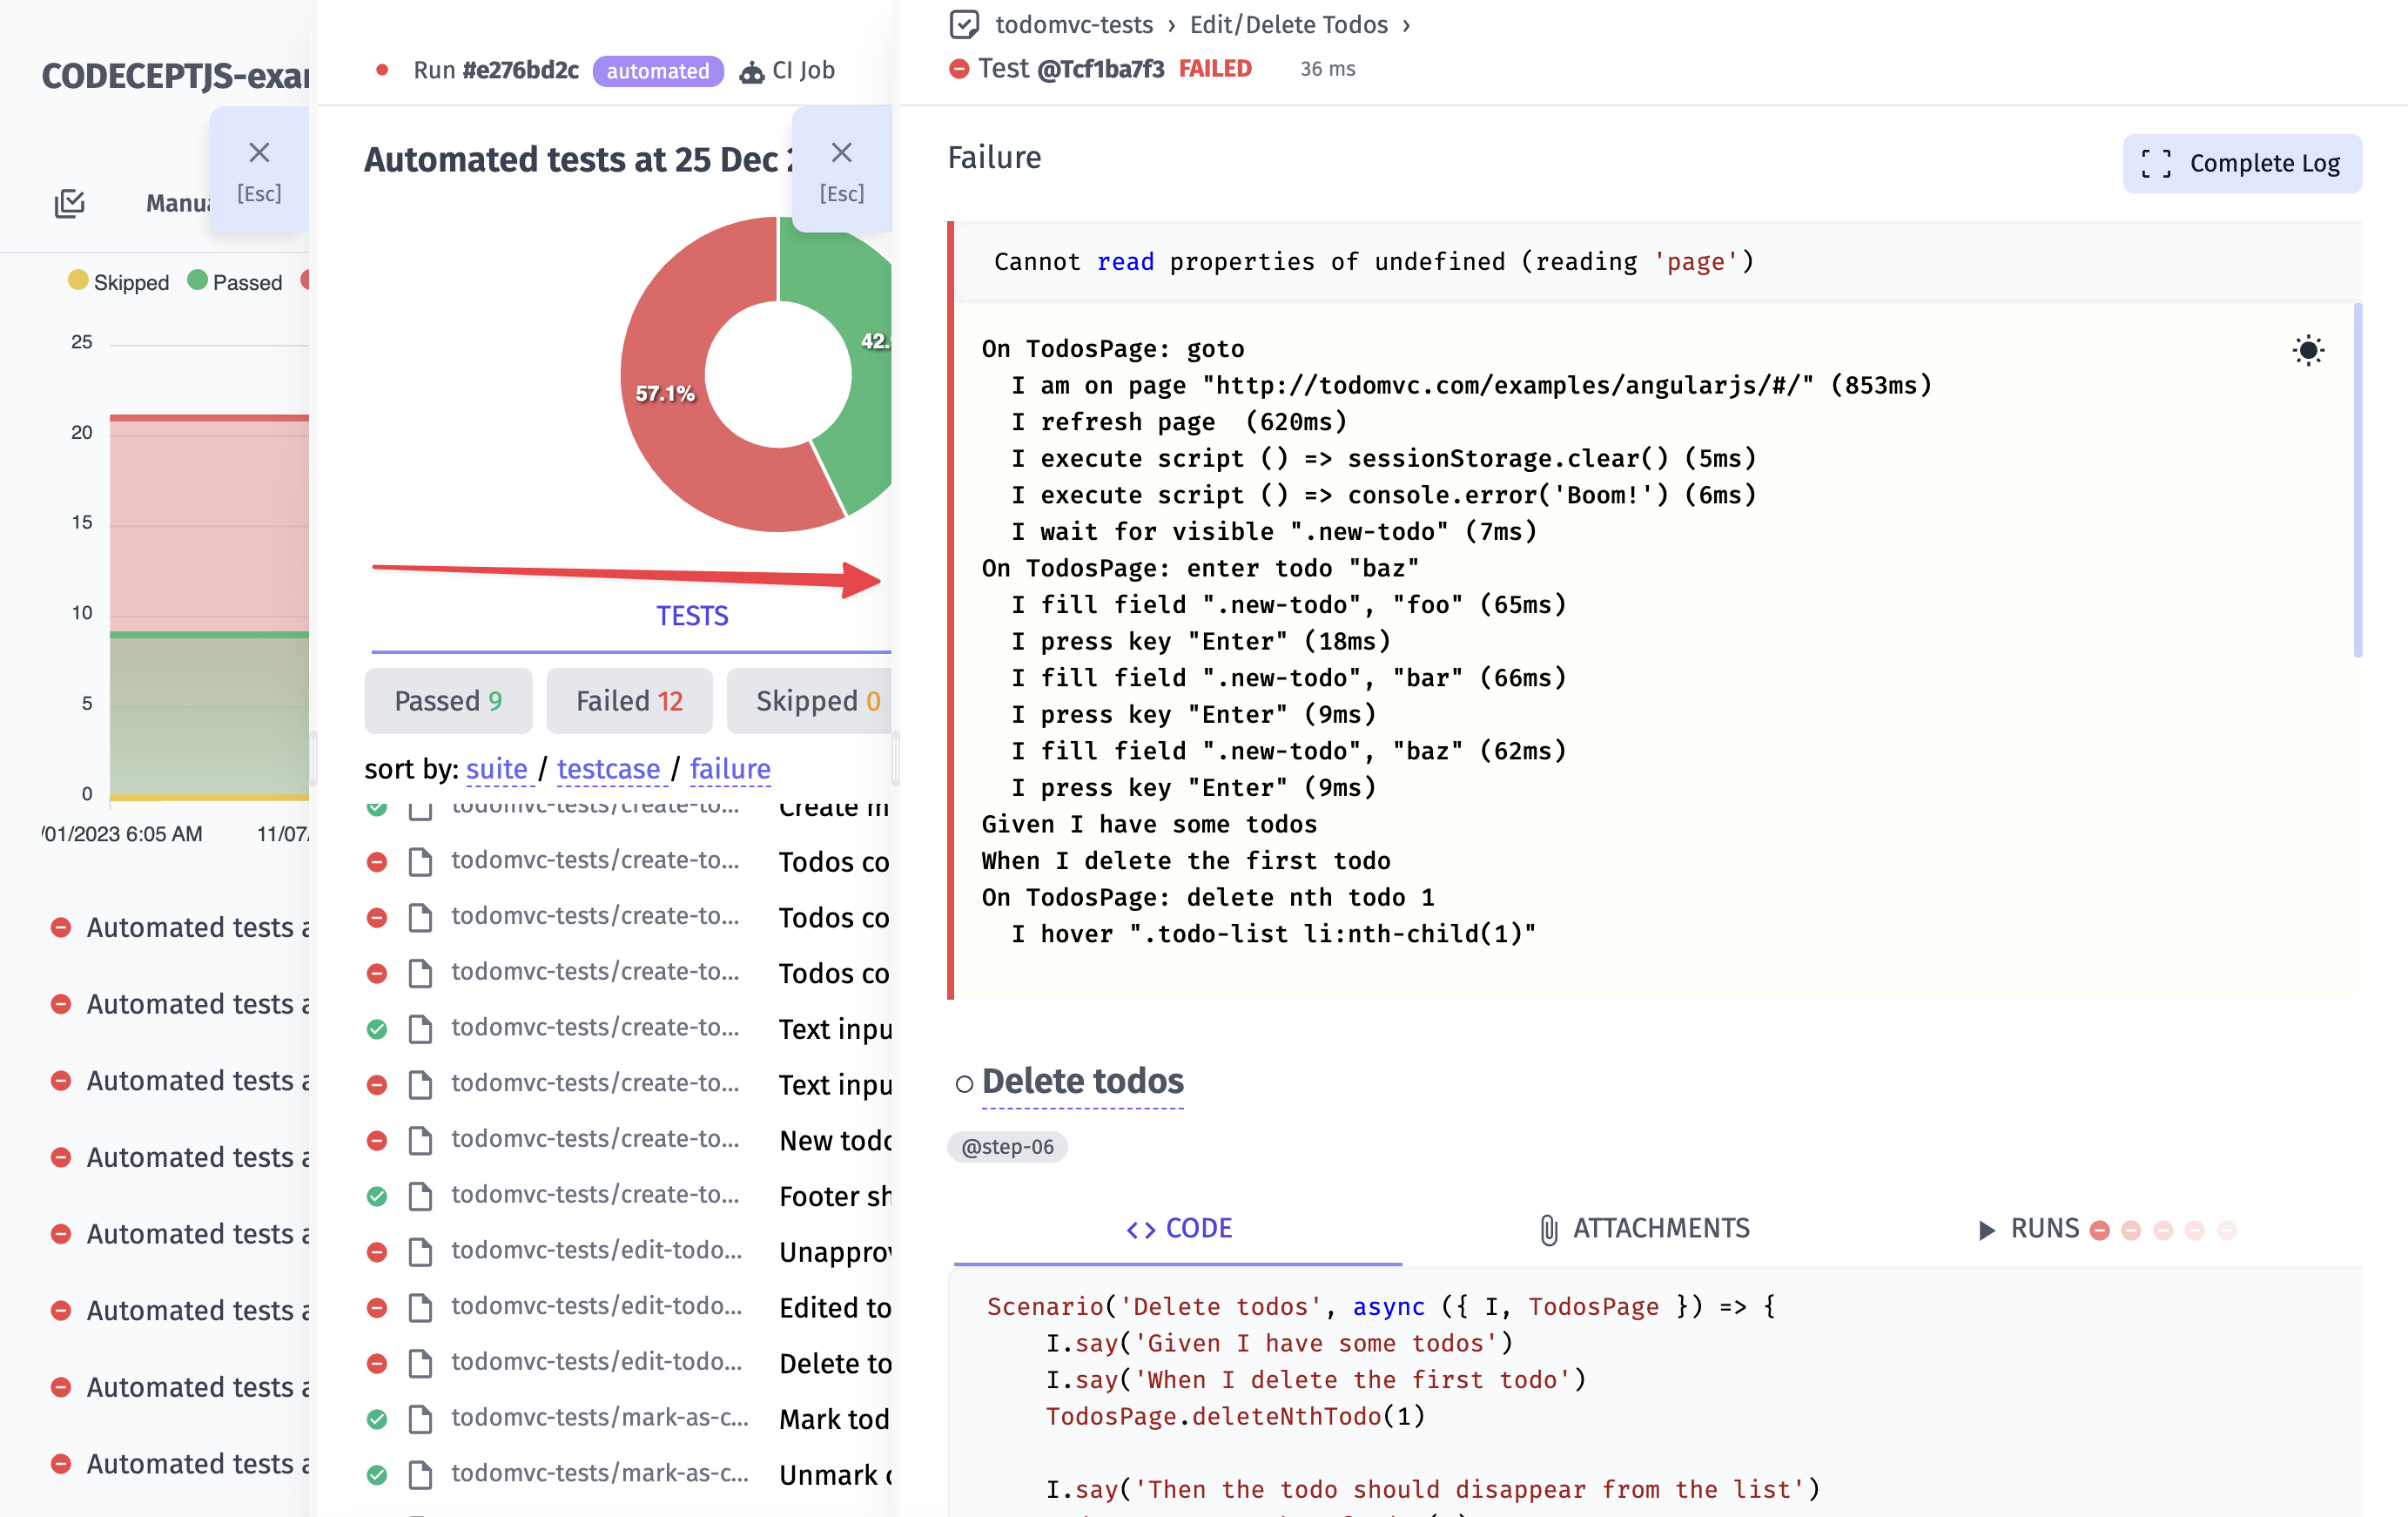 CODECEPTJS-exar
[Esc]
Manua
Skipped Passed
25
20
15
10
5
0
/01/2023 6:05 AM 11/07/
Automated tests a
Automated tests a
Automated tests a
Automated tests a
Automated tests a
Automated tests a
Automated tests a
Automated tests a
Run #e276bd2c automated CI Job
Automated tests at 25 Dec 2
[Esc]
42.
57.1%
TESTS
Passed 9 Failed 12 Skipped 0
sort by: suite / testcase / failure
todomvc-tests/create-to... Create m
todomvc-tests/create-to... Todos co
todomvc-tests/create-to... Todos co
todomvc-tests/create-to... Todos co
todomvc-tests/create-to... Text inpu
todomvc-tests/create-to... Text inpu
todomvc-tests/create-to... New todo
todomvc-tests/create-to... Footer sh
todomvc-tests/edit-todo... Unapprov
todomvc-tests/edit-todo... Edited to
todomvc-tests/edit-todo... Delete to
todomvc-tests/mark-as-c... Mark tod
todomvc-tests/mark-as-c... Unmark c
todomvc-tests › Edit/Delete Todos ›
Test @Tcf1ba7f3 FAILED 36 ms
Failure
Complete Log
Cannot read properties of undefined (reading 'page')
On TodosPage: goto
I am on page "http://todomvc.com/examples/angularjs/#/" (853ms)
I refresh page  (620ms)
I execute script () => sessionStorage.clear() (5ms)
I execute script () => console.error('Boom!') (6ms)
I wait for visible ".new-todo" (7ms)
On TodosPage: enter todo "baz"
I fill field ".new-todo", "foo" (65ms)
I press key "Enter" (18ms)
I fill field ".new-todo", "bar" (66ms)
I press key "Enter" (9ms)
I fill field ".new-todo", "baz" (62ms)
I press key "Enter" (9ms)
Given I have some todos
When I delete the first todo
On TodosPage: delete nth todo 1
I hover ".todo-list li:nth-child(1)"
Delete todos
@step-06
<> CODE ATTACHMENTS RUNS
Scenario('Delete todos', async ({ I, TodosPage }) => {
I.say('Given I have some todos')
I.say('When I delete the first todo')
TodosPage.deleteNthTodo(1)
I.say('Then the todo should disappear from the list')